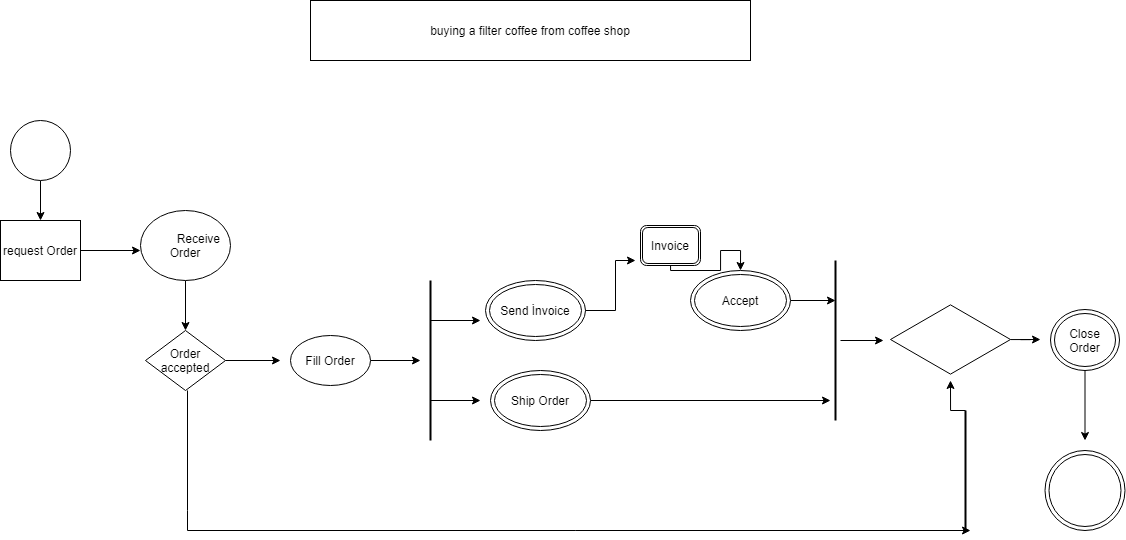 buying a filter coffee from coffee shop
request Order
Receive
Order
Order
accepted
Fill Order
Send İnvoice
Invoice
Accept
Ship Order
Close
Order